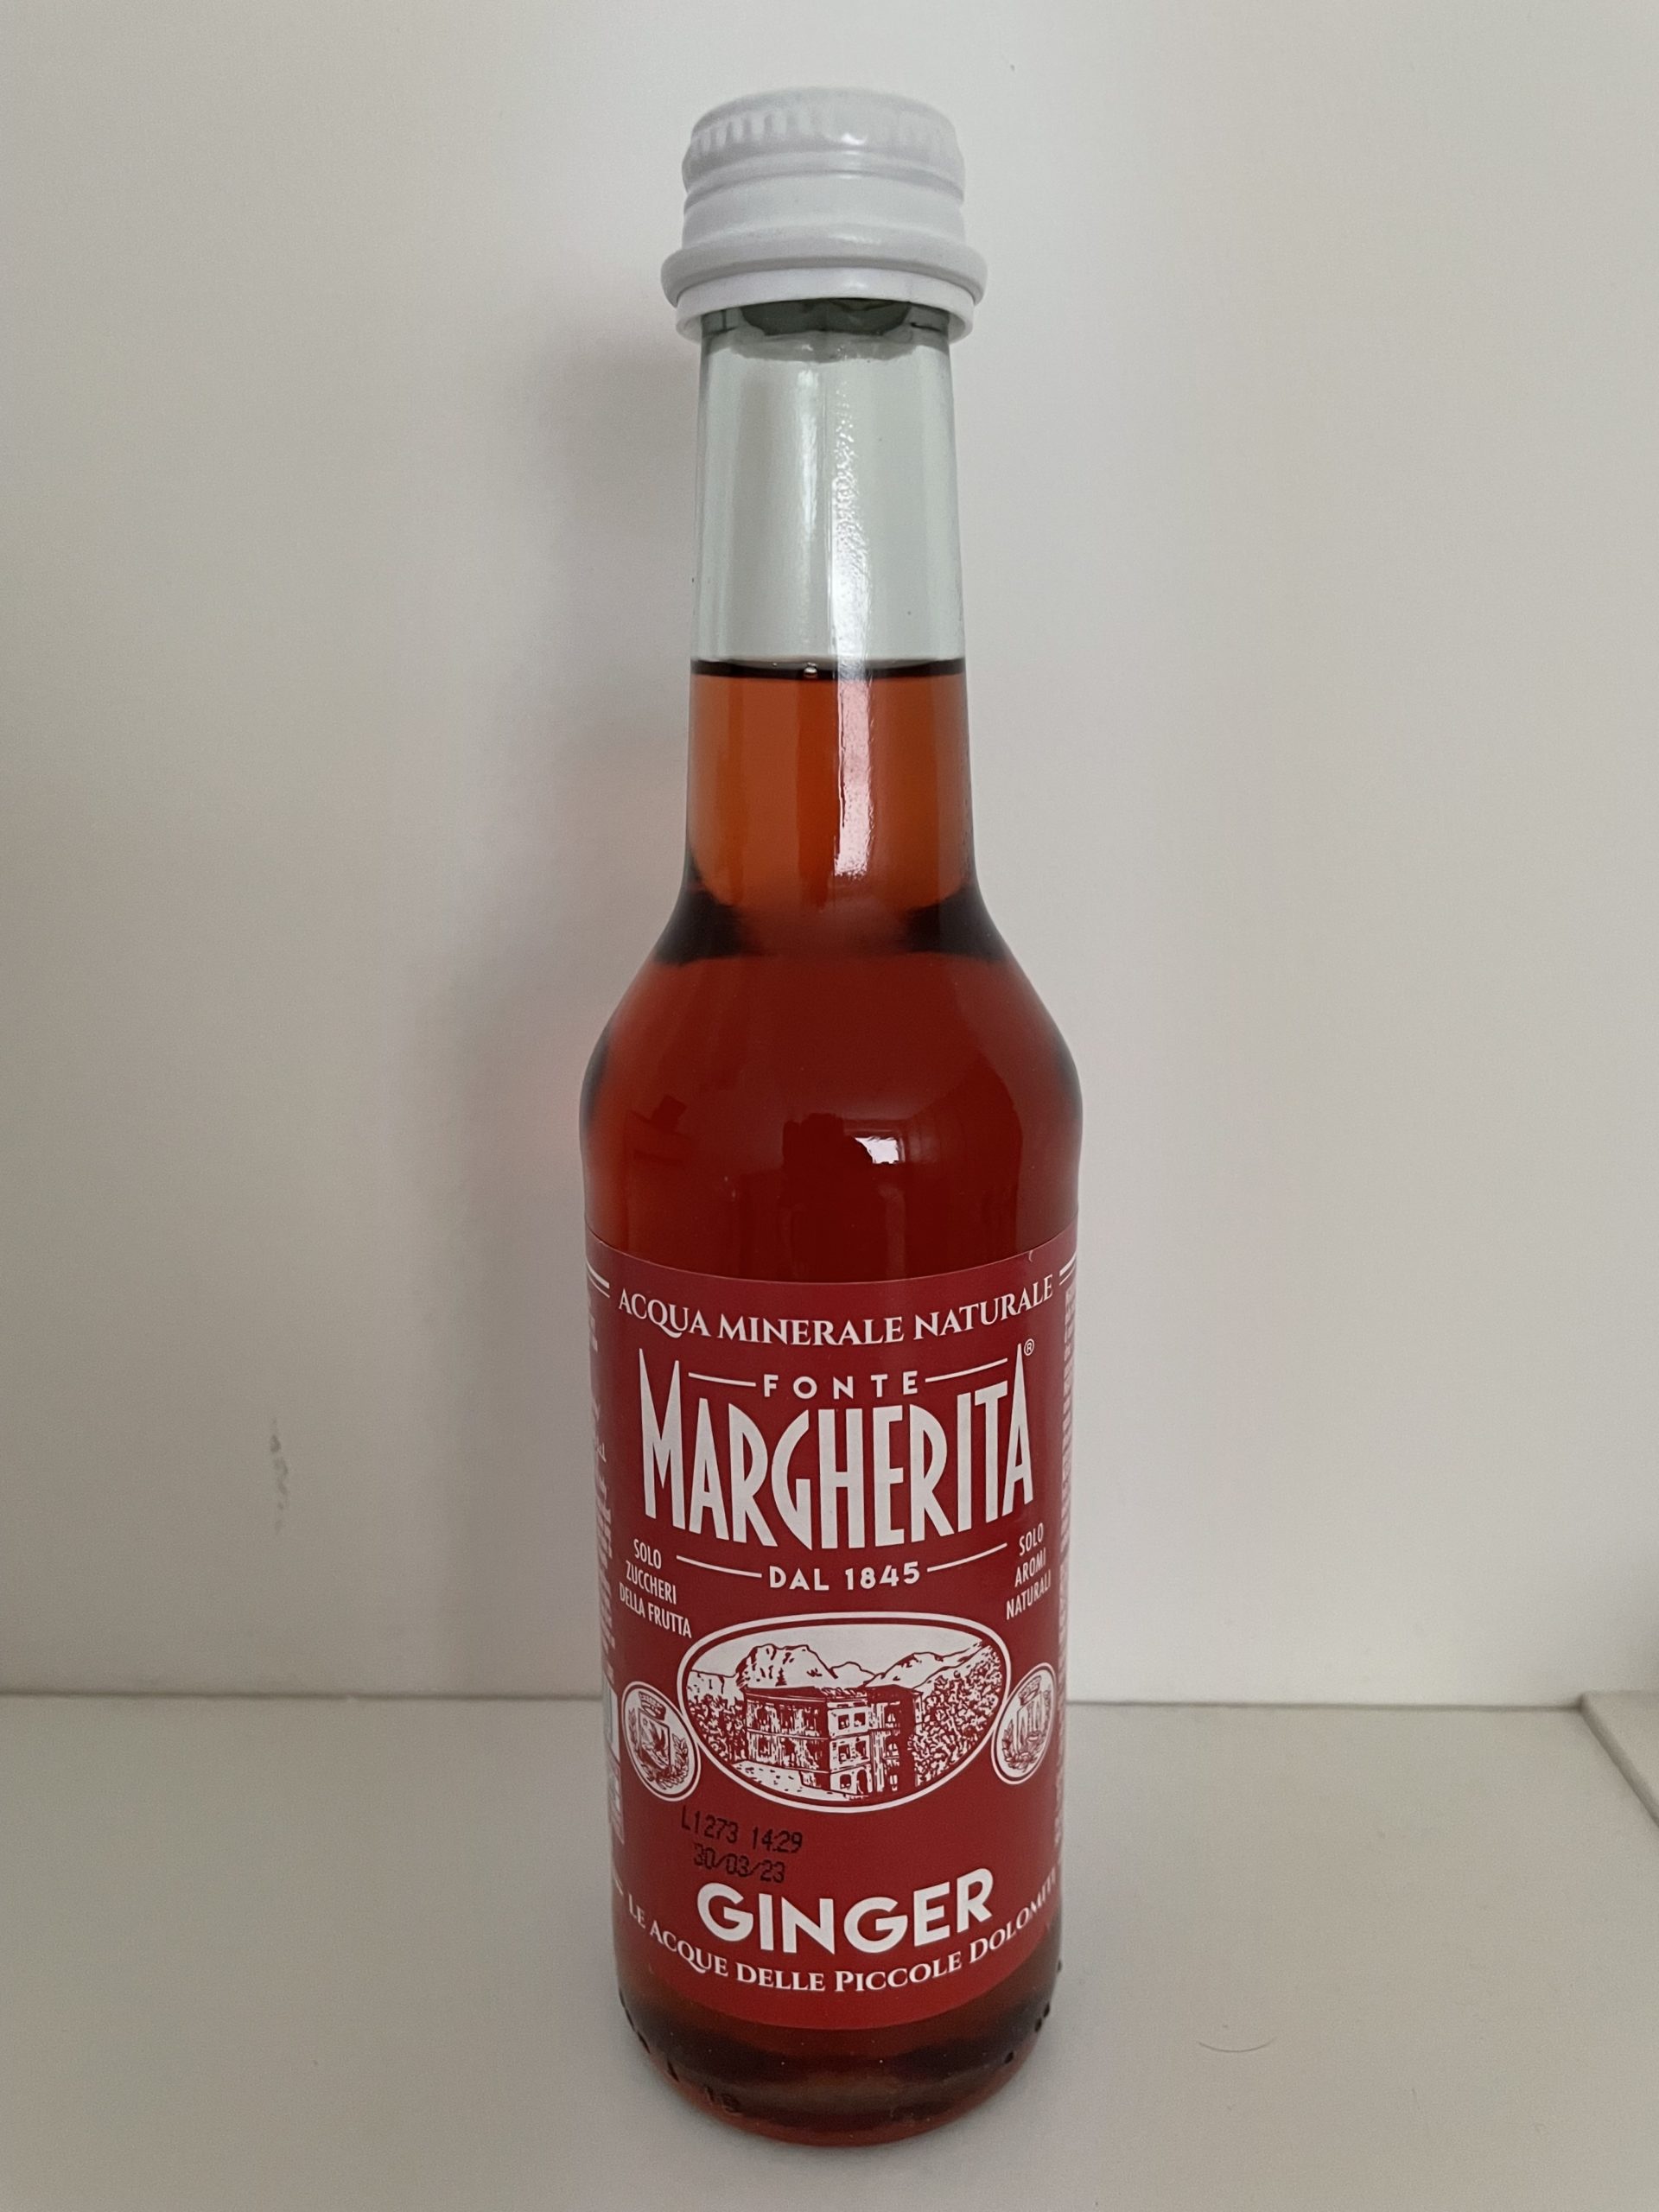 ACQUA MINERALE NATURALE
FONTE
MARGHERITA®
DAL 1845
SOLO
ZUCCHERI
DELLA FRUTTA
SOLO
AROMI
NATURALI
L1273 14:29
30/03/23
GINGER
LE ACQUE DELLE PICCOLE DOLOMITI